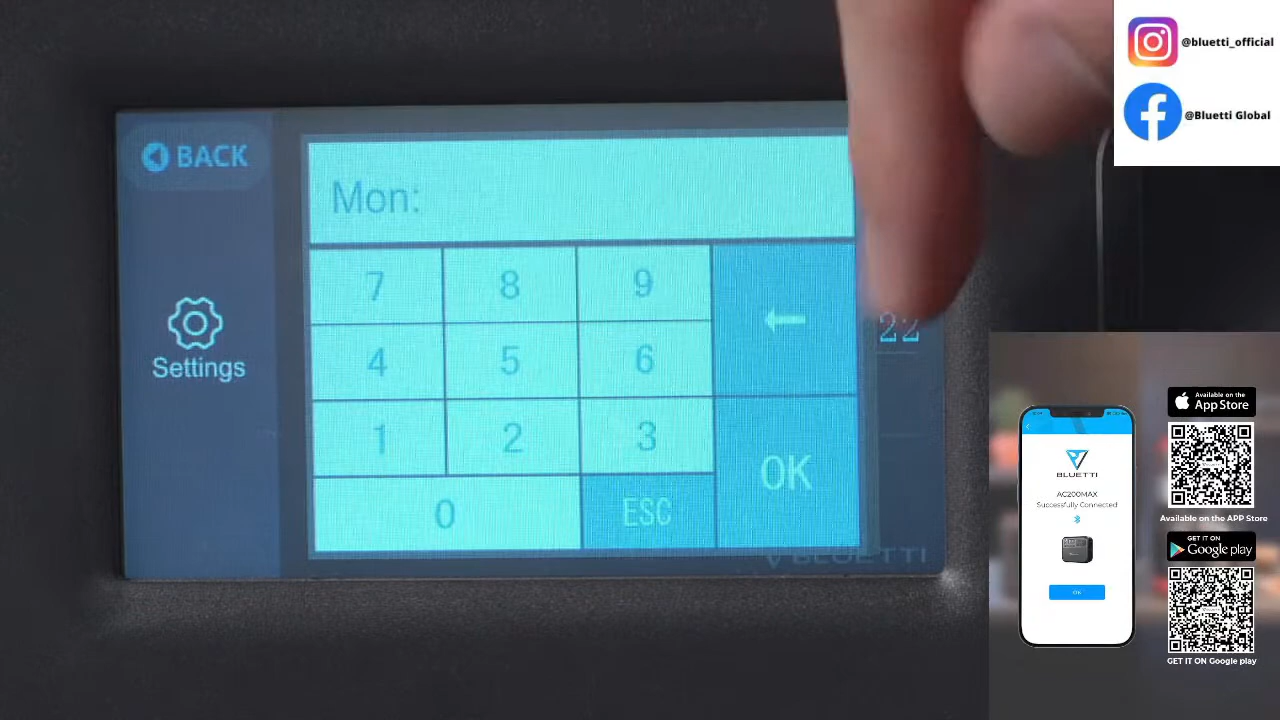 BACK
Mon:
7 8 9
4 5 6
1 2 3
0 ESC OK
22
Settings
BLUETTI
@bluetti_official
@Bluetti Global
BLUETTI
AC200MAX
Successfully Connected
OK
Available on the
App Store
Available on the APP Store
GET IT ON
Google play
GET IT ON Google play